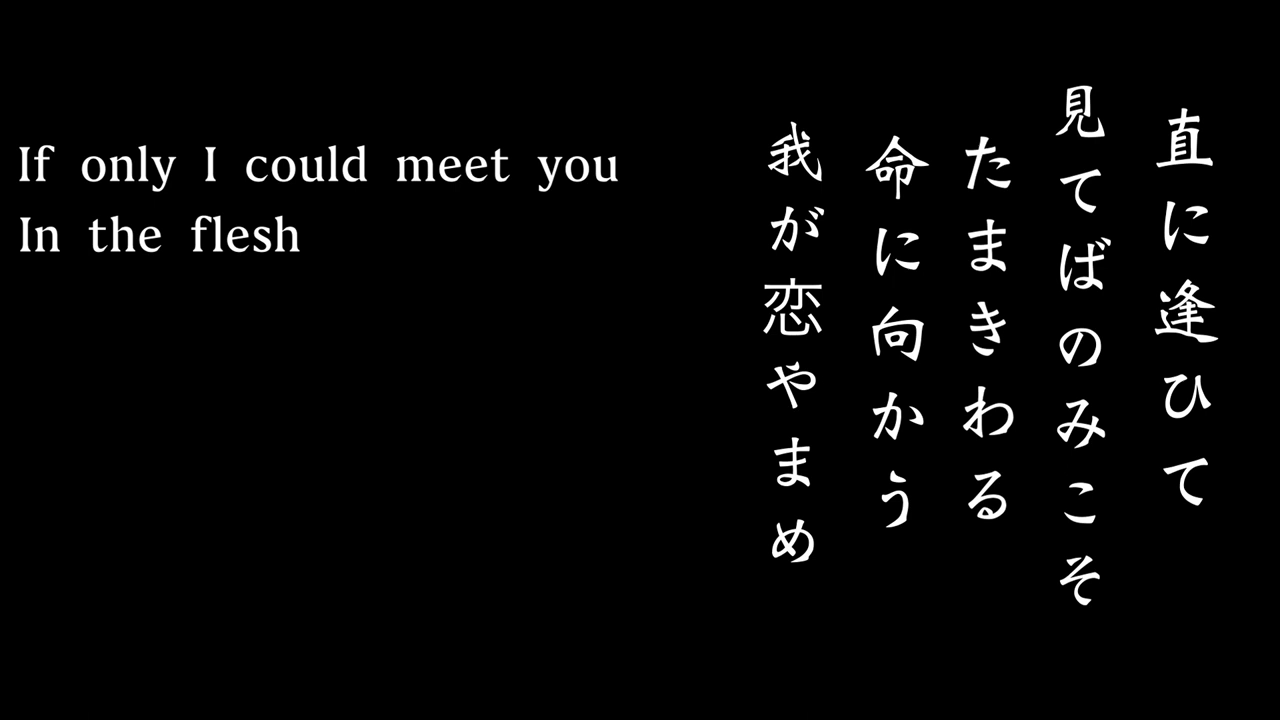 If only I could meet you
In the flesh
直に逢ひて
見てばのみこそ
たまきわる
命に向かう
我が恋やまめ